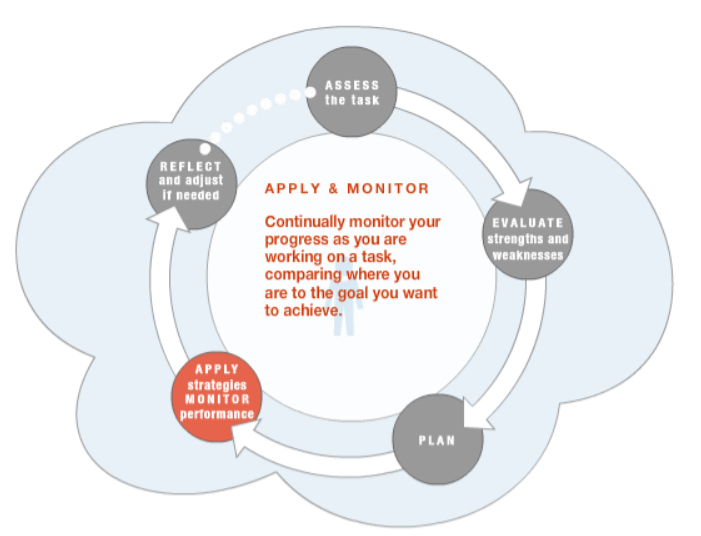 ASSESS
the task
REFLECT
and adjust
if needed
APPLY & MONITOR
Continually monitor your
progress as you are
working on a task,
comparing where you
are to the goal you want
to achieve.
EVALUATE
strengths and
weaknesses
APPLY
strategies
MONITOR
performance
PLAN